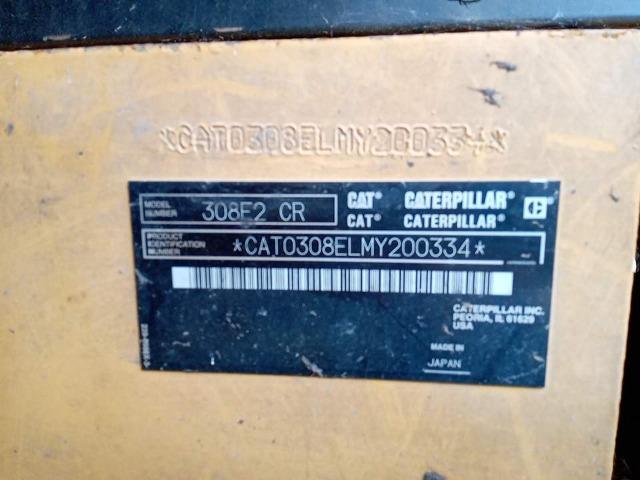 *CAT0308ELMY200334*
MODEL NUMBER 308E2 CR CAT® CATERPILLAR®
CAT® CATERPILLAR®
PRODUCT IDENTIFICATION NUMBER *CAT0308ELMY200334*
CATERPILLAR INC.
PEORIA, IL 61629
USA
MADE IN
JAPAN